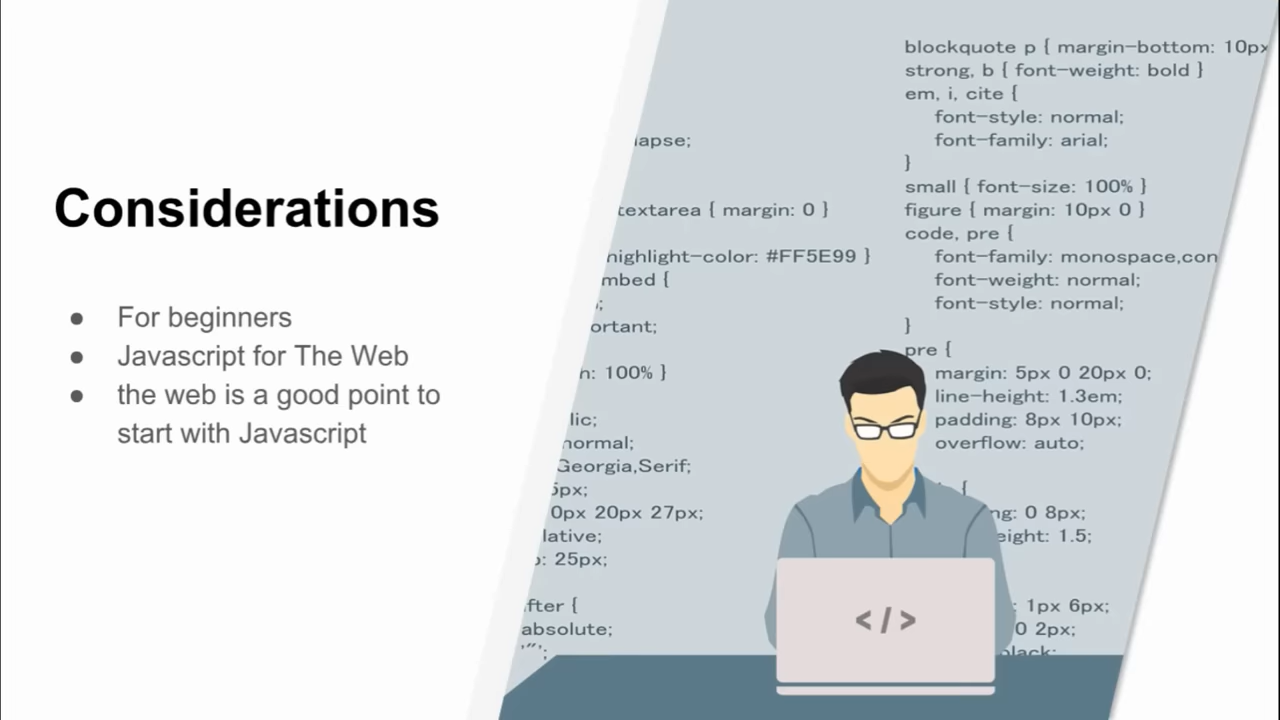 Considerations
● For beginners
● Javascript for The Web
● the web is a good point to
start with Javascript
lapse;
textarea { margin: 0 }
highlight-color: #FF5E99 }
mbed {
;
ortant;
h: 100% }
lic;
normal;
Georgia,Serif;
5px;
0px 20px 27px;
lative;
: 25px;
fter {
absolute;
'"';
blockquote p { margin-bottom: 10px
strong, b { font-weight: bold }
em, i, cite {
font-style: normal;
font-family: arial;
}
small { font-size: 100% }
figure { margin: 10px 0 }
code, pre {
font-family: monospace,con
font-weight: normal;
font-style: normal;
}
pre {
margin: 5px 0 20px 0;
line-height: 1.3em;
padding: 8px 10px;
overflow: auto;
{
ng: 0 8px;
eight: 1.5;
: 1px 6px;
0 2px;
black;
</>